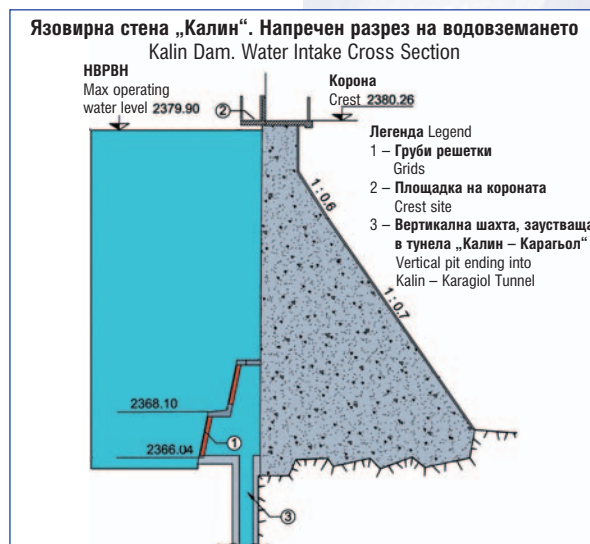 Язовирна стена „Калин“. Напречен разрез на водовземането
Kalin Dam. Water Intake Cross Section
НВРВН
Max operating
water level 2379.90
2
Корона
Crest 2380.26
Легенда Legend
1 – Груби решетки
Grids
2 – Площадка на короната
Crest site
3 – Вертикална шахта, заустваща
в тунела „Калин – Карагьол“
Vertical pit ending into
Kalin – Karagiol Tunnel
1:0.6
1:0.7
2368.10
1
2366.04
3